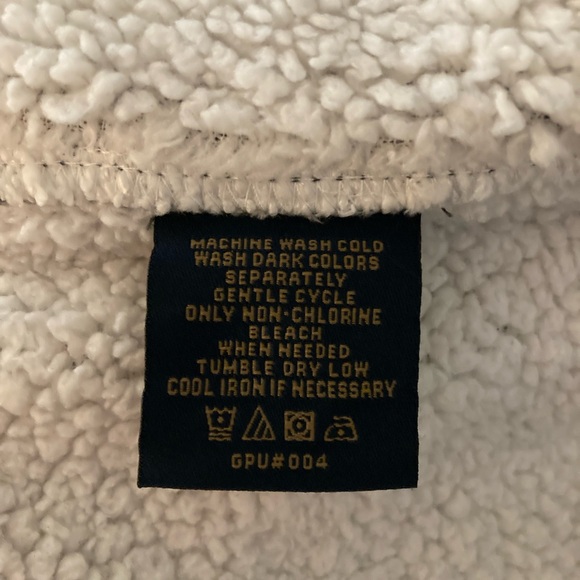 MACHINE WASH COLD
WASH DARK COLORS
SEPARATELY
GENTLE CYCLE
ONLY NON-CHLORINE
BLEACH
WHEN NEEDED
TUMBLE DRY LOW
COOL IRON IF NECESSARY
GPU#004